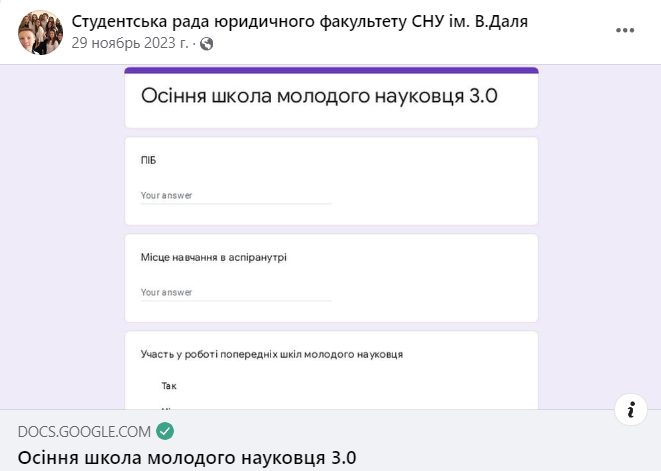 Студентська рада юридичного факультету СНУ ім. В.Даля
29 ноябрь 2023 г. ·
Осіння школа молодого науковця 3.0
ПІБ
Your answer
Місце навчання в аспіранутрі
Your answer
Участь у роботі попередніх шкіл молодого науковця
Так
DOCS.GOOGLE.COM
Осіння школа молодого науковця 3.0